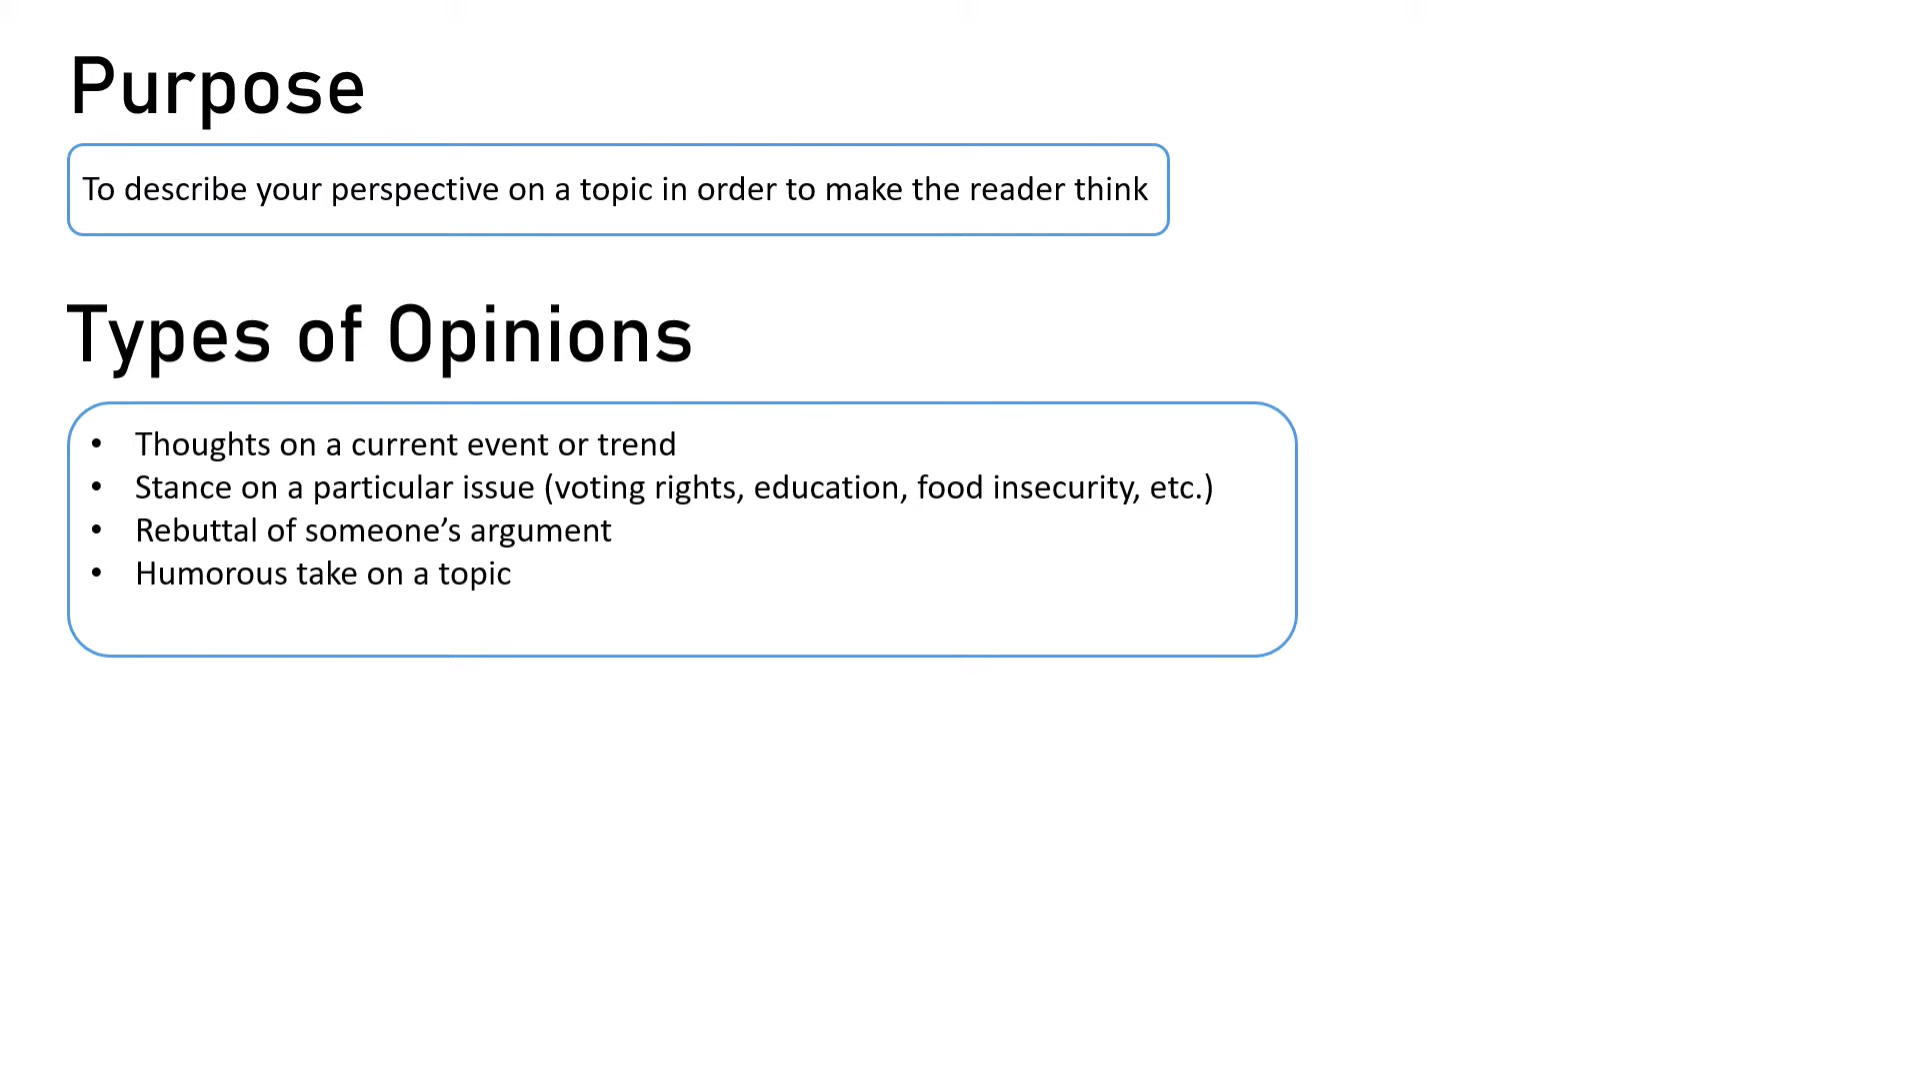 Purpose
To describe your perspective on a topic in order to make the reader think
Types of Opinions
• Thoughts on a current event or trend
• Stance on a particular issue (voting rights, education, food insecurity, etc.)
• Rebuttal of someone’s argument
• Humorous take on a topic